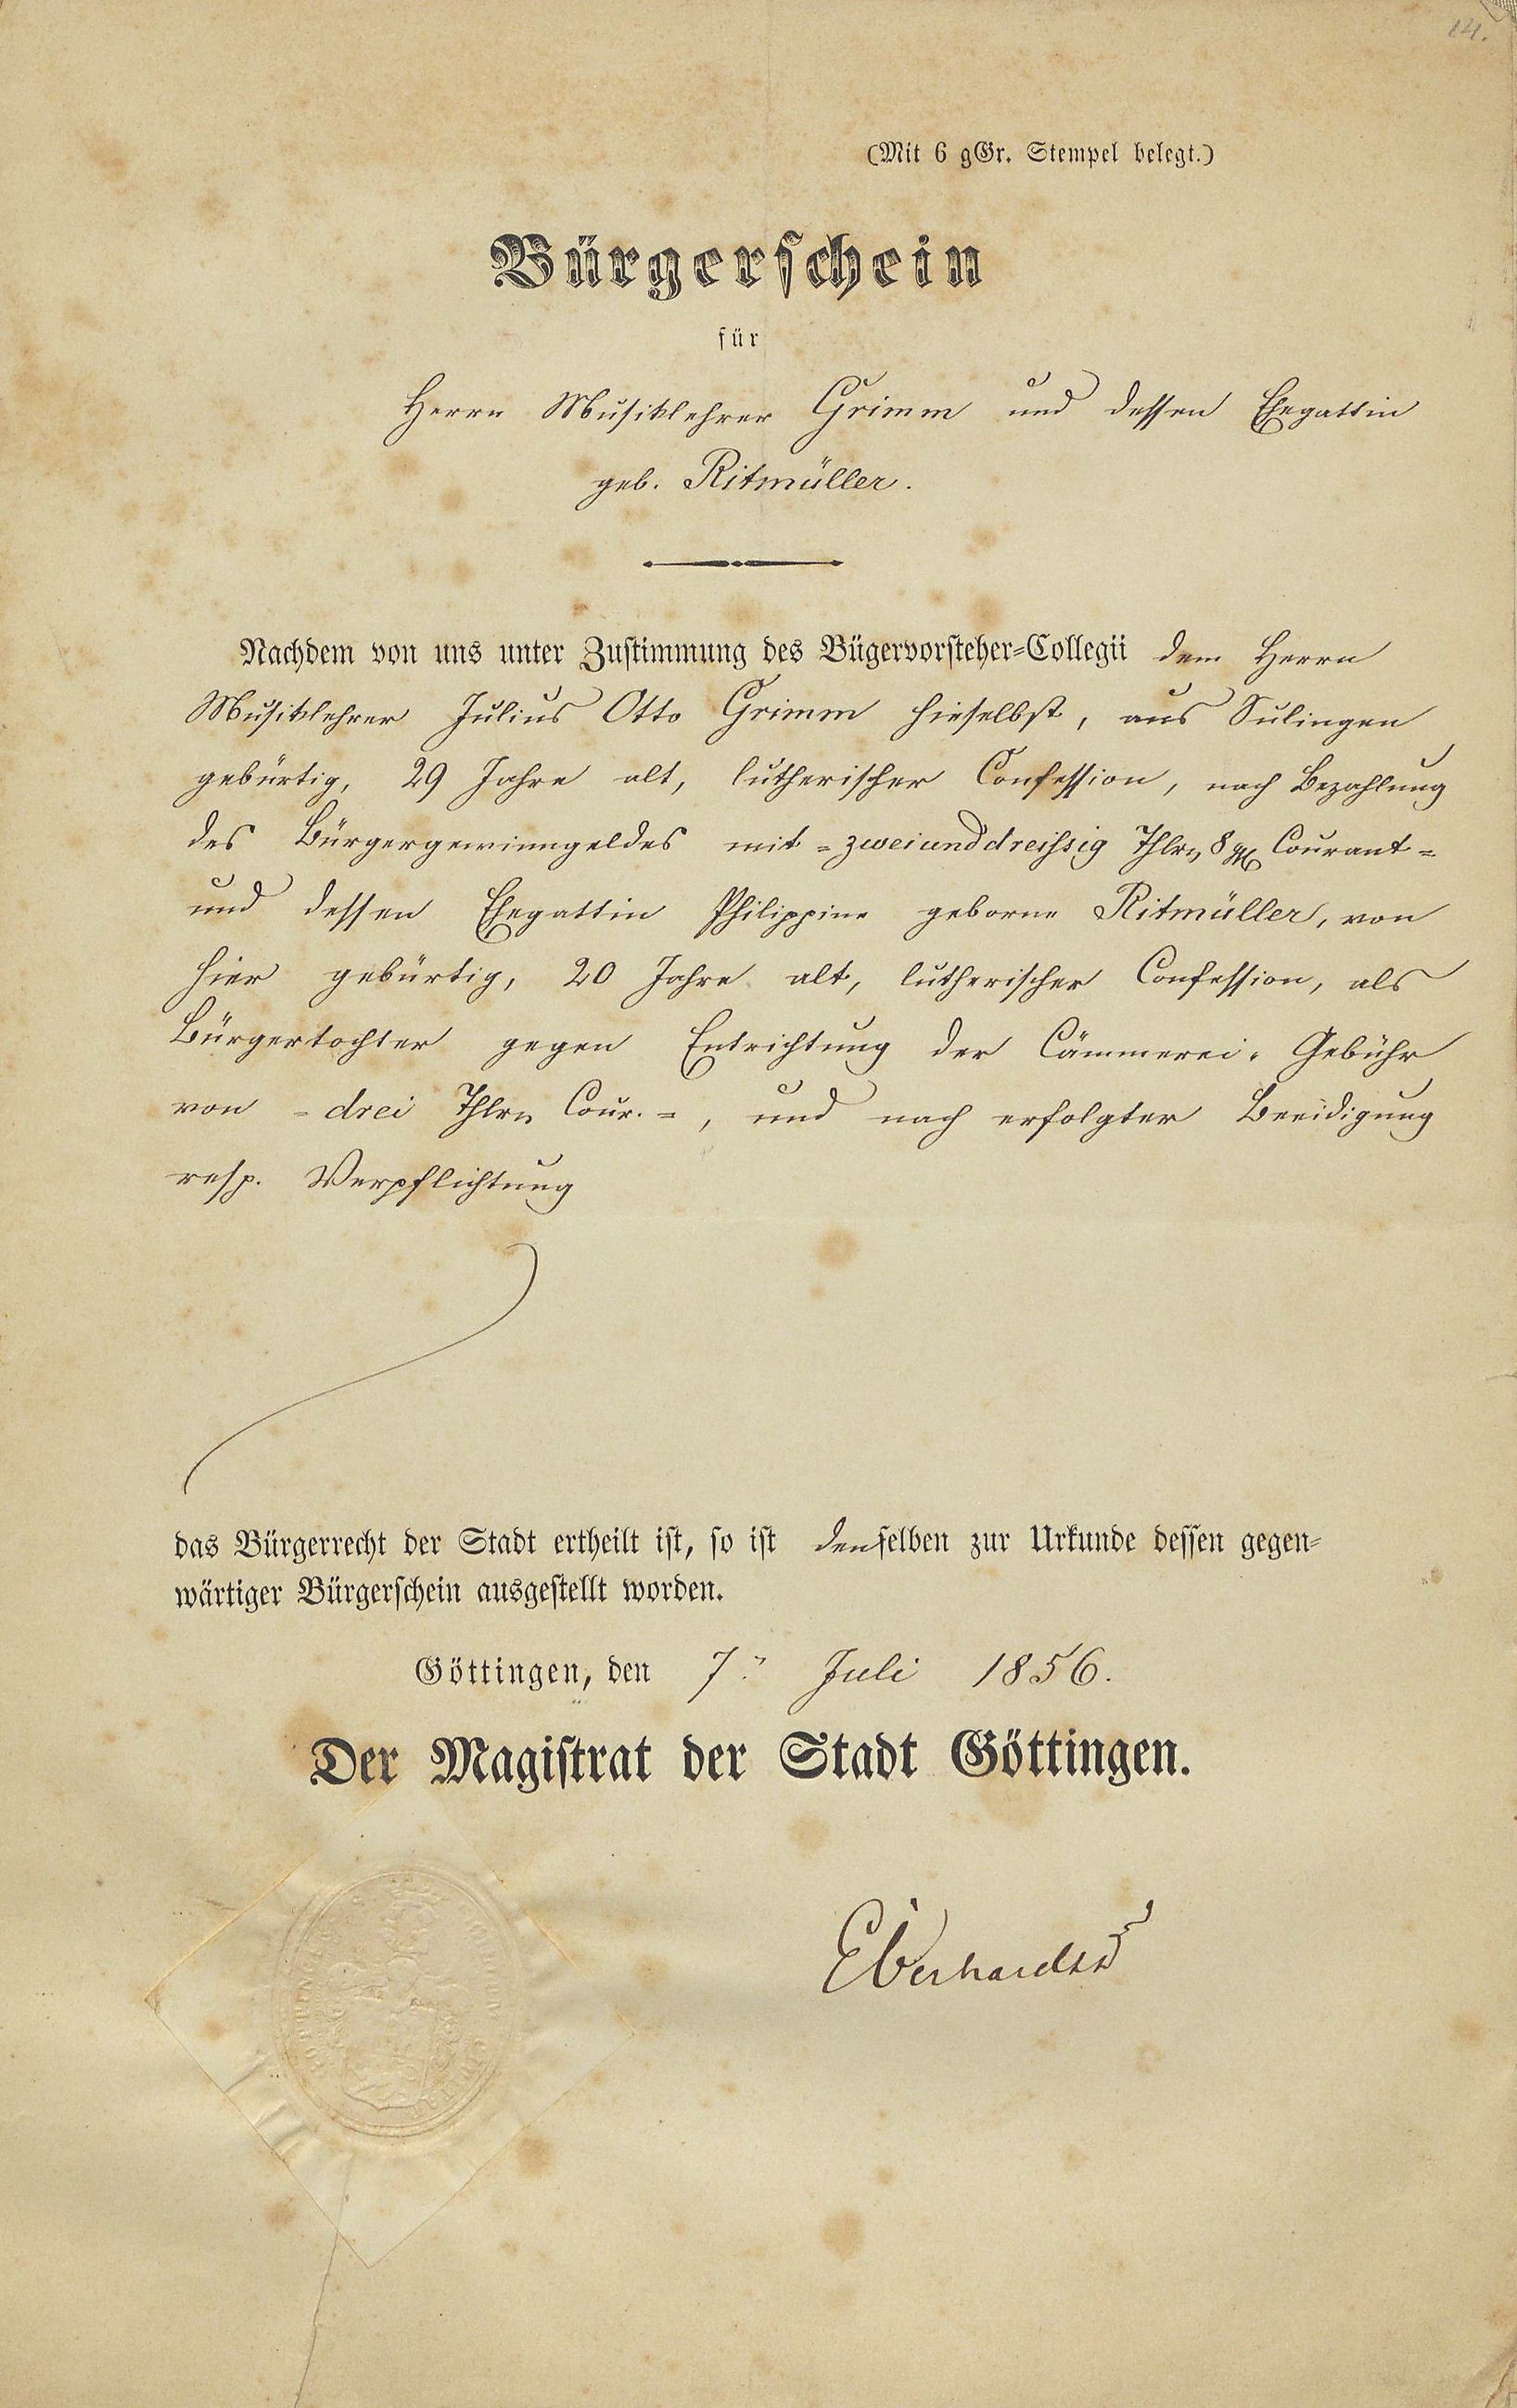 14.
(Mit 6 gGr. Stempel belegt.)
Bürgerschein
für
Herrn Musiklehrer Grimm und dessen Ehegattin
geb. Ritmüller.
Nachdem von uns unter Zustimmung des Bügervorsteher-Collegii dem Herrn
Musiklehrer Julius Otto Grimm hieselbst, aus Sulingen
gebürtig, 29 Jahre alt, lutherischer Confession, nach Bezahlung
des Bürgergewinngeldes mit = zweiunddreissig Thlrn 8 Courant =
und dessen Ehegattin Philippine geborne Ritmüller, von
hier gebürtig, 20 Jahre alt, lutherischer Confession, als
Bürgertochter gegen Entrichtung der Cämmerei-Gebühr
von = drei Thlrn Cour. =, und nach erfolgter Beeidigung
resp. Verpflichtung
das Bürgerrecht der Stadt ertheilt ist, so ist denselben zur Urkunde dessen gegen-
wärtiger Bürgerschein ausgestellt worden.
Göttingen, den 7. Juli 1856.
Der Magistrat der Stadt Göttingen.
Eberhardt